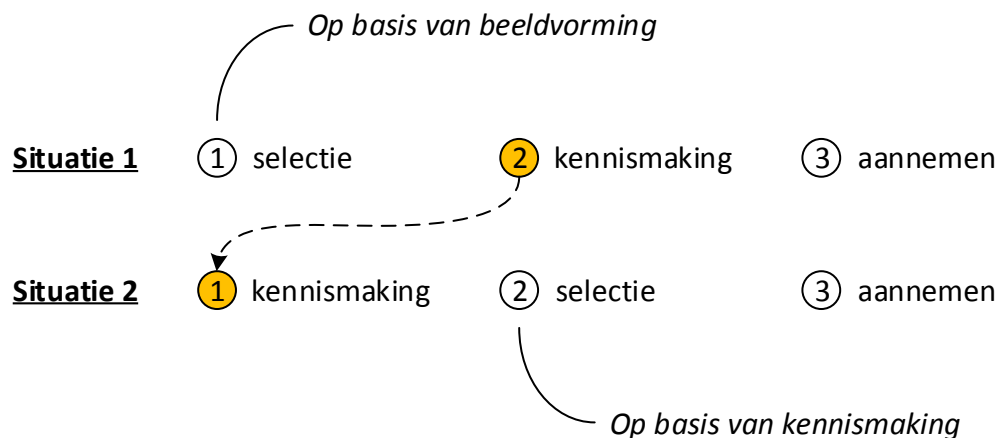 Op basis van beeldvorming
Situatie 1 1 selectie 2 kennismaking 3 aannemen
Situatie 2 1 kennismaking 2 selectie 3 aannemen
Op basis van kennismaking